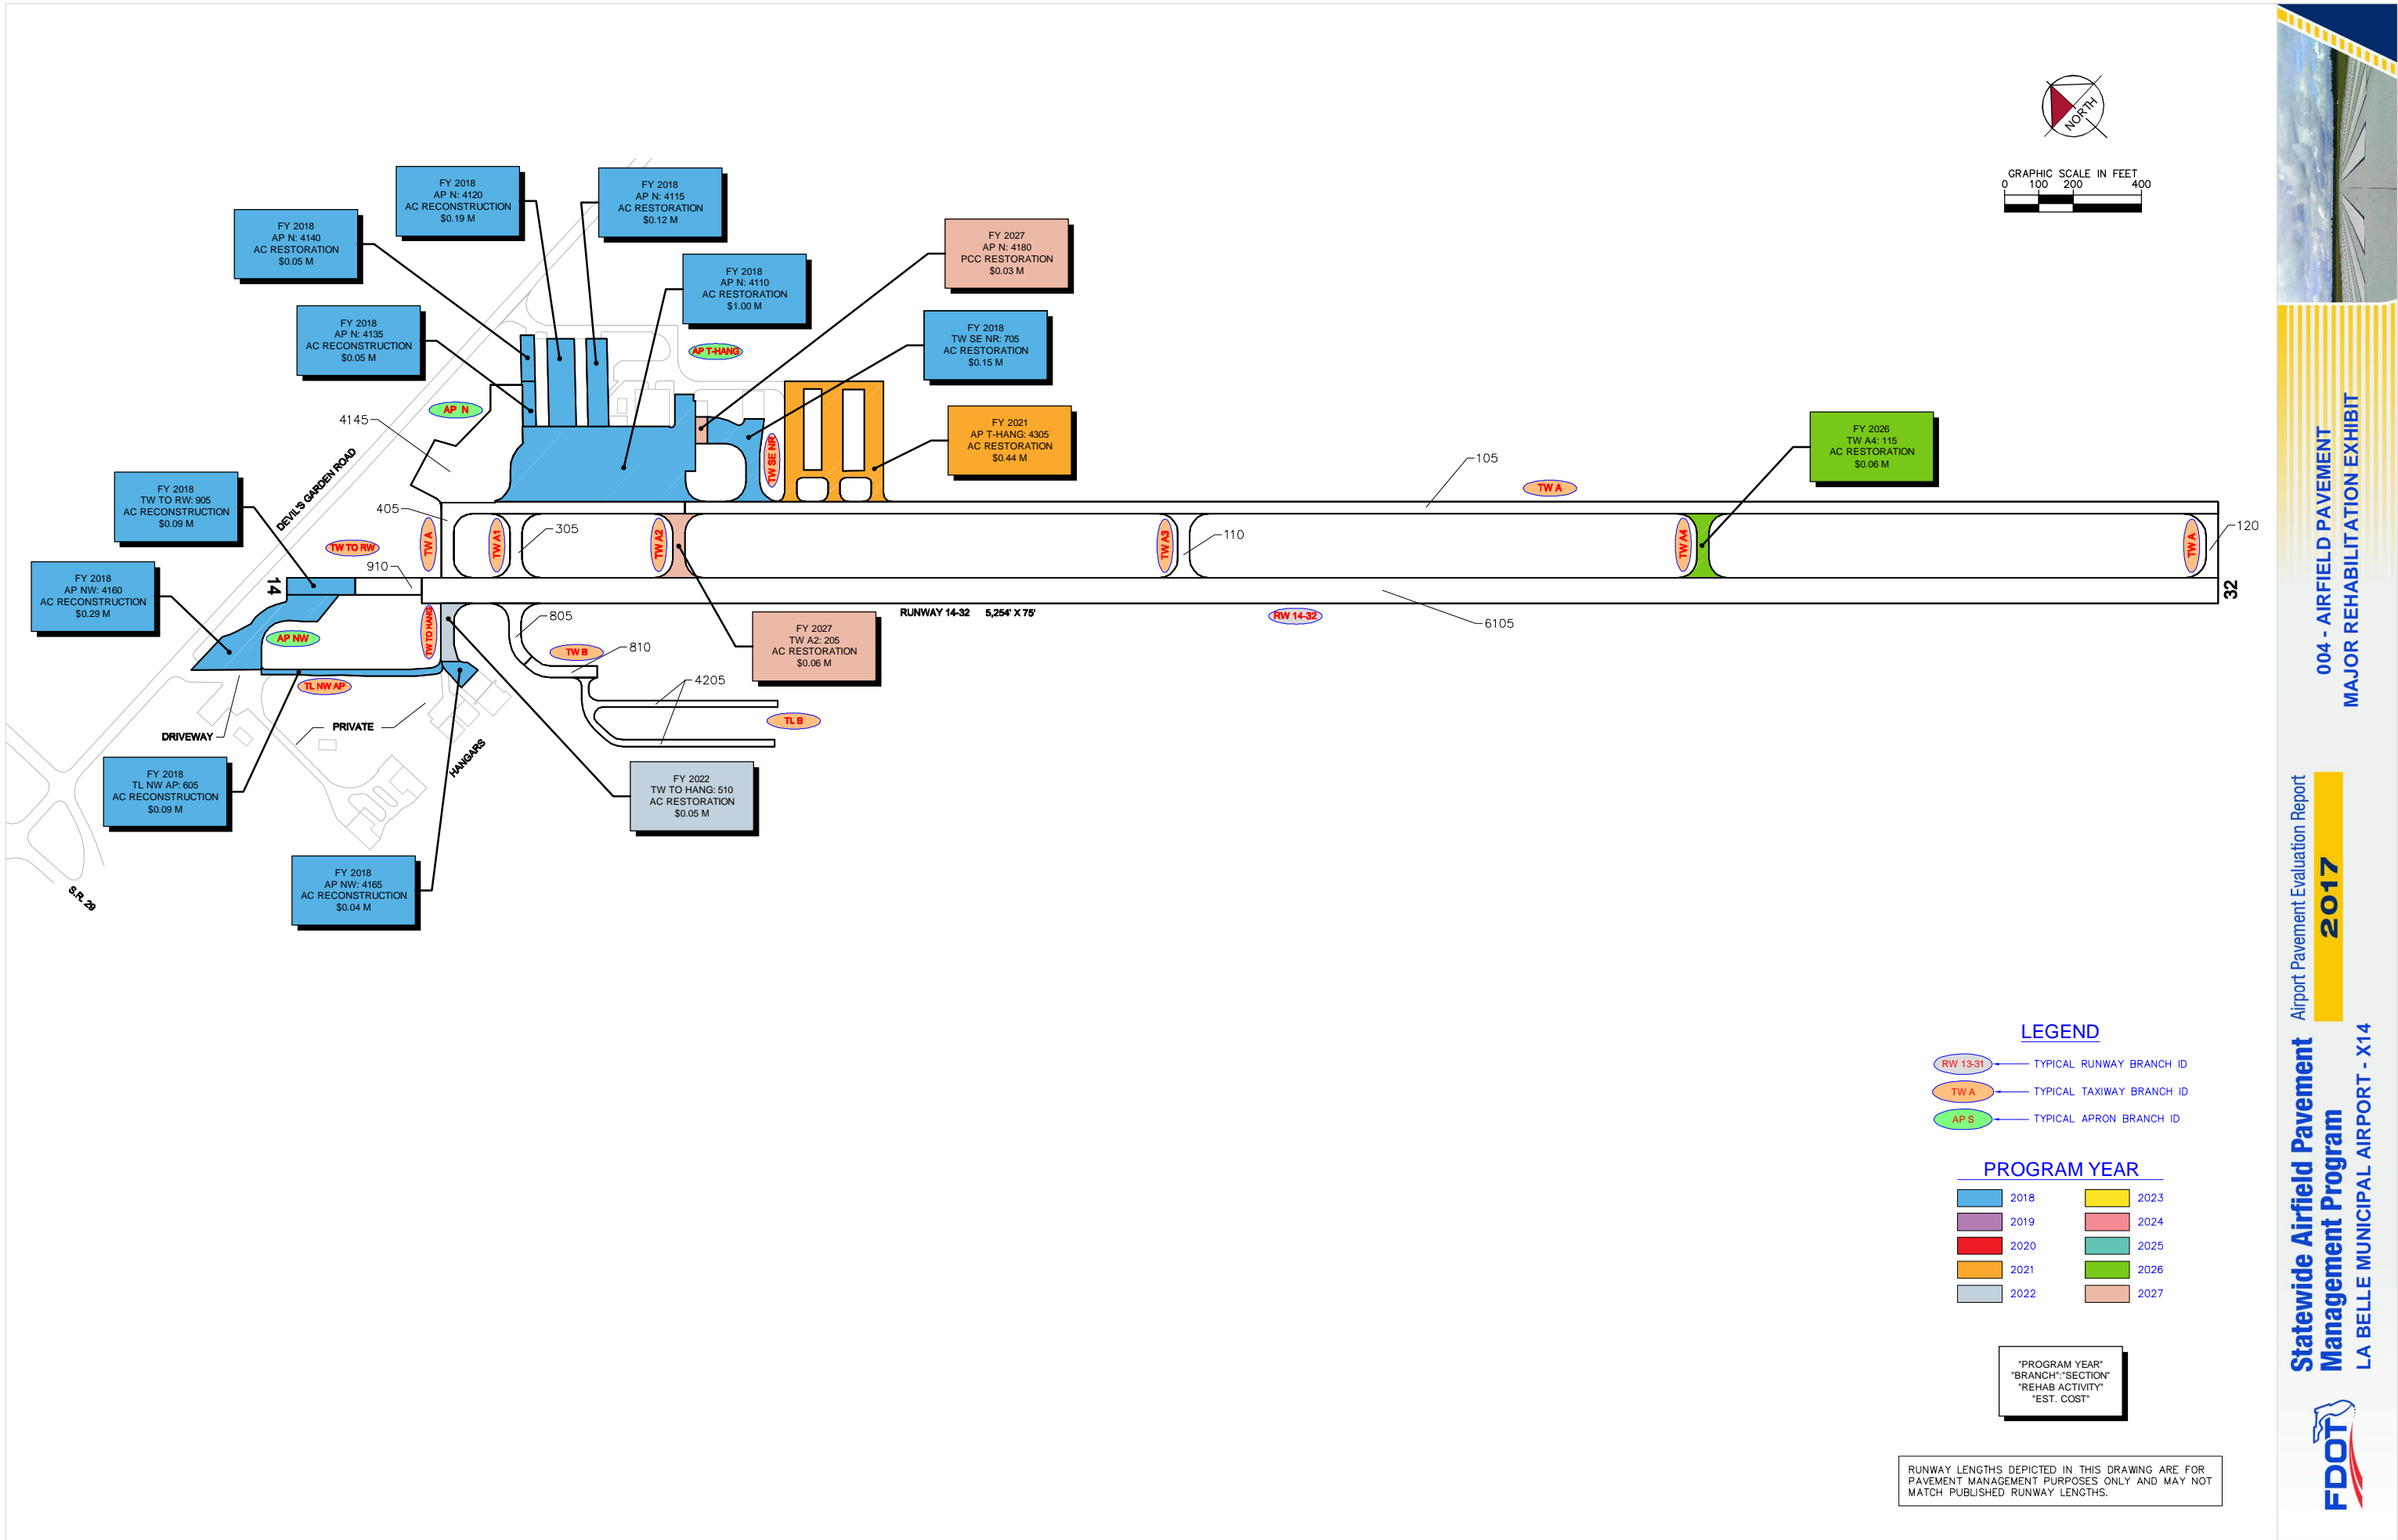 NORTH
GRAPHIC SCALE IN FEET
0 100 200 400
FY 2018
AP N: 4120
AC RECONSTRUCTION
$0.19 M
FY 2018
AP N: 4115
AC RESTORATION
$0.12 M
FY 2018
AP N: 4140
AC RESTORATION
$0.05 M
FY 2027
AP N: 4180
PCC RESTORATION
$0.03 M
FY 2018
AP N: 4110
AC RESTORATION
$1.00 M
FY 2018
AP N: 4135
AC RECONSTRUCTION
$0.05 M
FY 2018
TW SE NR: 705
AC RESTORATION
$0.15 M
AP T-HANG
AP N
4145
FY 2021
AP T-HANG: 4305
AC RESTORATION
$0.44 M
FY 2026
TW A4: 115
AC RESTORATION
$0.06 M
TW SE NR
DEVIL'S GARDEN ROAD
FY 2018
TW TO RW: 905
AC RECONSTRUCTION
$0.09 M
105
TW A
405
305
110
120
TW TO RW
TW A
TW A1
TW A2
TW A3
TW A4
TW A
910
14
32
FY 2018
AP NW: 4160
AC RECONSTRUCTION
$0.29 M
RUNWAY 14-32 5,254' X 75'
RW 14-32
6105
805
AP NW
TW TO HANG
TW B
810
FY 2027
TW A2: 205
AC RESTORATION
$0.06 M
TL NW AP
4205
TL B
DRIVEWAY
PRIVATE
HANGARS
FY 2018
TL NW AP: 605
AC RECONSTRUCTION
$0.09 M
FY 2022
TW TO HANG: 510
AC RESTORATION
$0.05 M
FY 2018
AP NW: 4165
AC RECONSTRUCTION
$0.04 M
S.R. 29
LEGEND
RW 13-31 TYPICAL RUNWAY BRANCH ID
TW A TYPICAL TAXIWAY BRANCH ID
AP S TYPICAL APRON BRANCH ID
PROGRAM YEAR
2018 2023
2019 2024
2020 2025
2021 2026
2022 2027
"PROGRAM YEAR"
"BRANCH":"SECTION"
"REHAB ACTIVITY"
"EST. COST"
RUNWAY LENGTHS DEPICTED IN THIS DRAWING ARE FOR
PAVEMENT MANAGEMENT PURPOSES ONLY AND MAY NOT
MATCH PUBLISHED RUNWAY LENGTHS.
004 - AIRFIELD PAVEMENT
MAJOR REHABILITATION EXHIBIT
Airport Pavement Evaluation Report
2017
Statewide Airfield Pavement
Management Program
LA BELLE MUNICIPAL AIRPORT - X14
FDOT